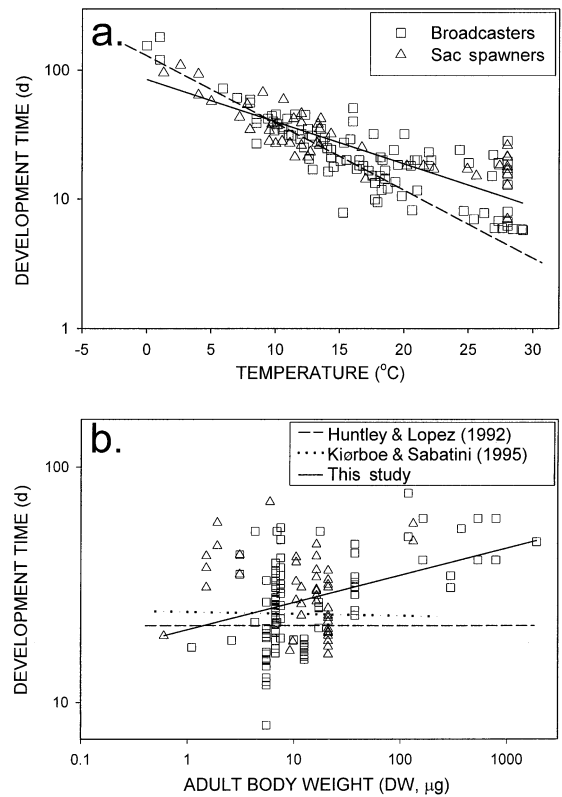 a.
Broadcasters
Sac spawners
DEVELOPMENT TIME (d)
100
10
1
-5 0 5 10 15 20 25 30
TEMPERATURE (°C)
b.
Huntley & Lopez (1992)
Kiørboe & Sabatini (1995)
This study
DEVELOPMENT TIME (d)
100
10
0.1 1 10 100 1000
ADULT BODY WEIGHT (DW, µg)